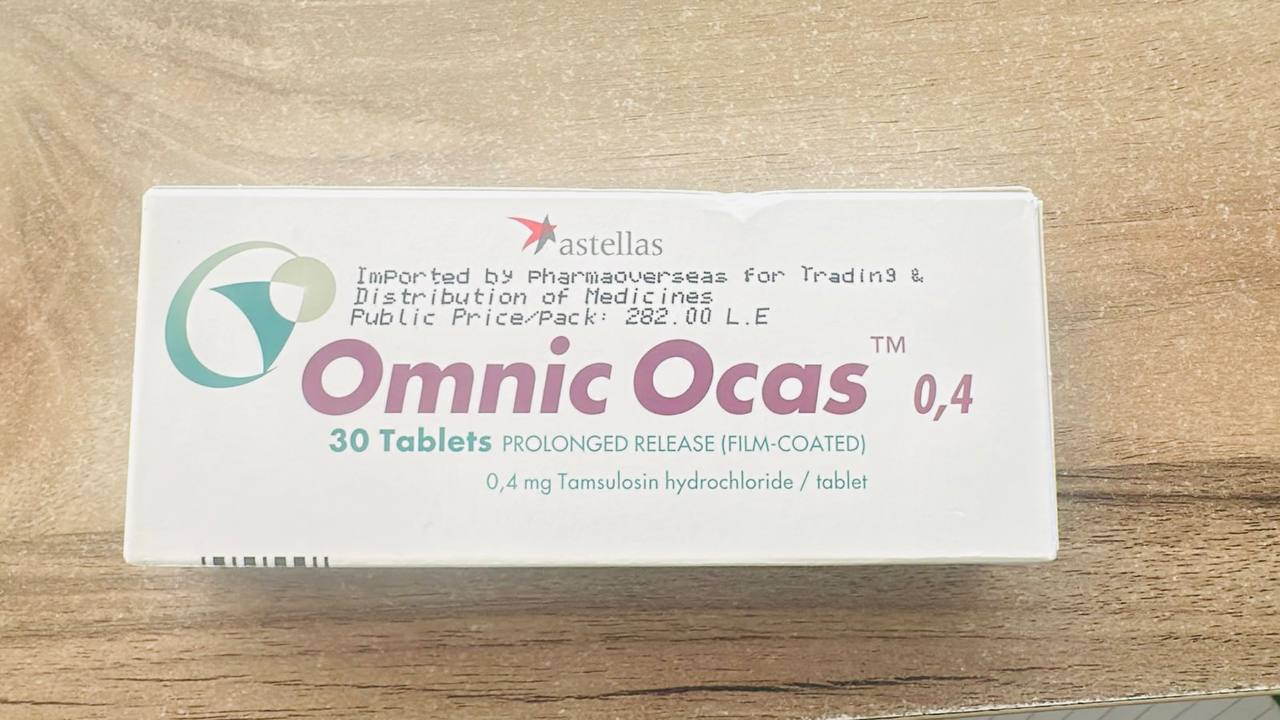 astellas
Imported by Pharmaoverseas for Trading &
Distribution of Medicines
Public Price/Pack: 282.00 L.E
Omnic Ocas™ 0,4
30 Tablets PROLONGED RELEASE (FILM-COATED)
0,4 mg Tamsulosin hydrochloride / tablet